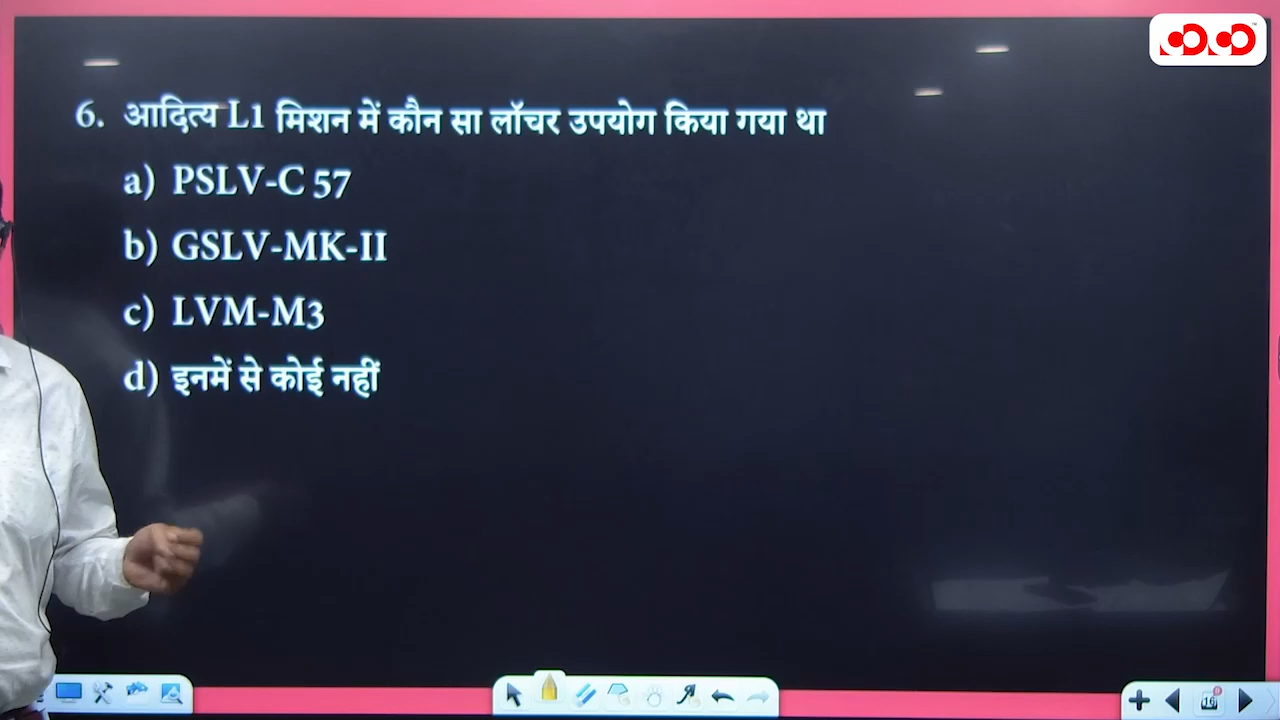 6. आदित्य L1 मिशन में कौन सा लॉचर उपयोग किया गया था
a) PSLV-C 57
b) GSLV-MK-II
c) LVM-M3
d) इनमें से कोई नहीं